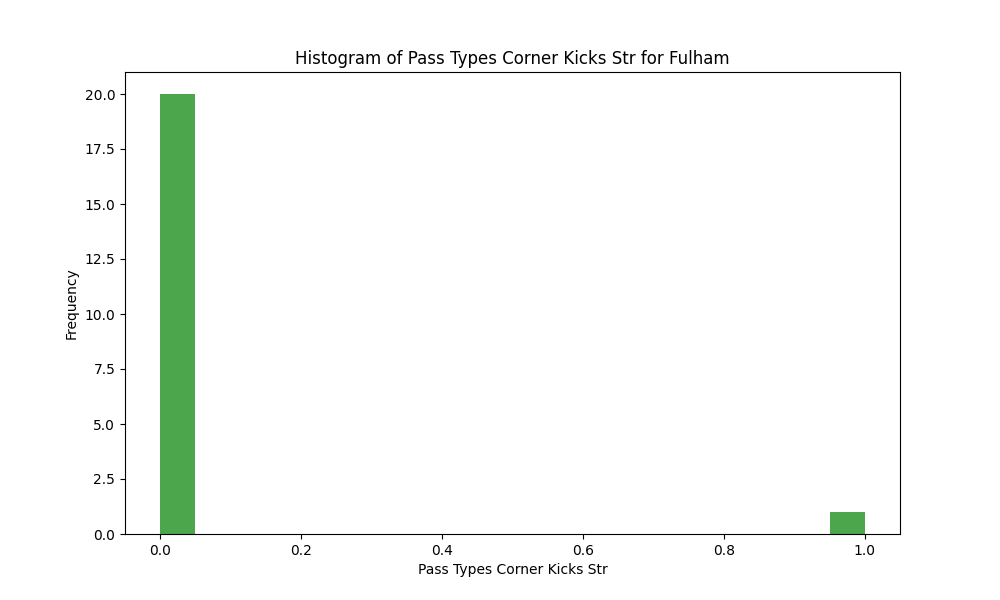 Histogram of Pass Types Corner Kicks Str for Fulham
20.0
17.5
15.0
12.5
10.0
7.5
5.0
2.5
0.0
Frequency
0.0 0.2 0.4 0.6 0.8 1.0
Pass Types Corner Kicks Str